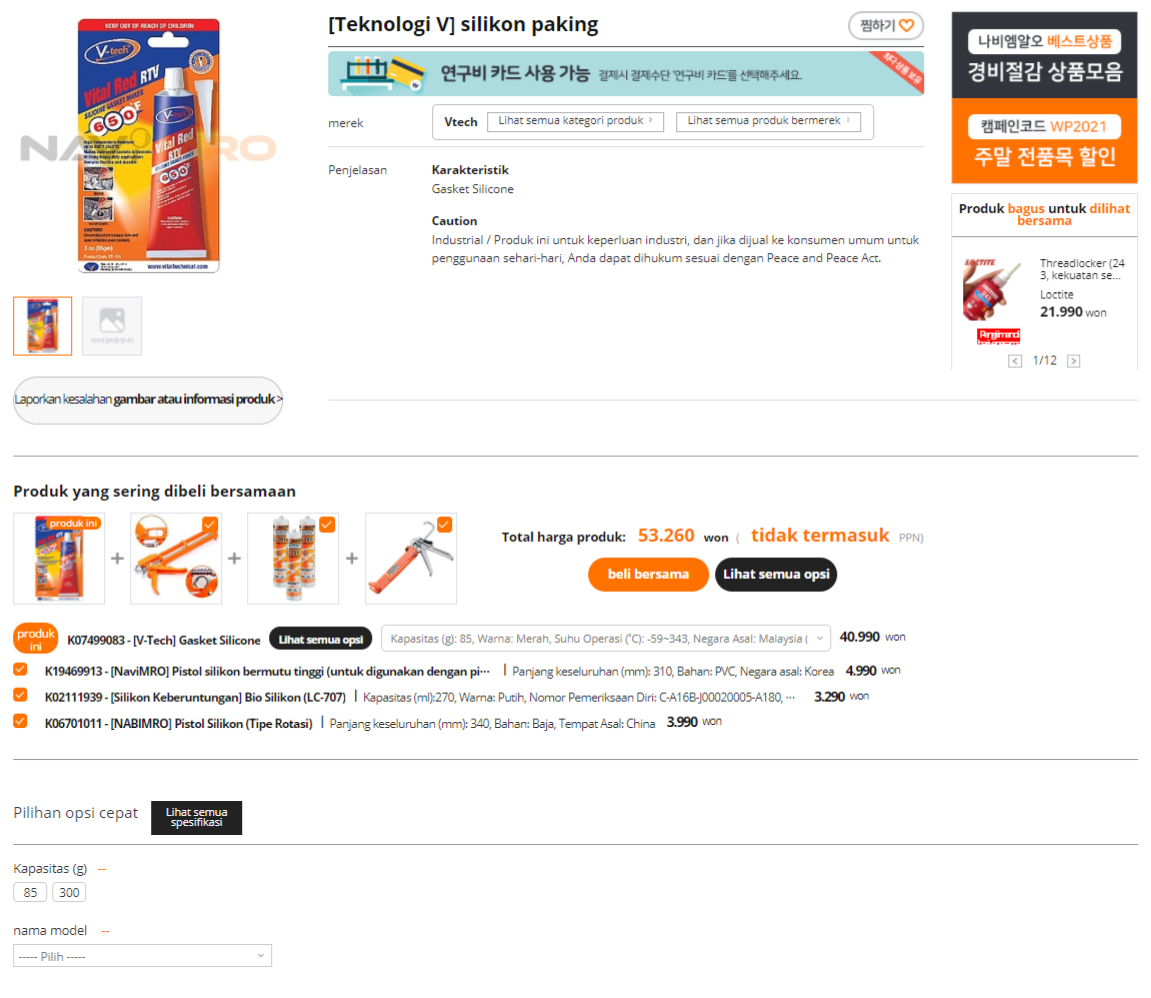 [Teknologi V] silikon paking
찜하기
연구비 카드 사용 가능 결제시 결제수단 '연구비 카드'를 선택해주세요.
merek
Vtech
Lihat semua kategori produk >
Lihat semua produk bermerek >
Penjelasan
Karakteristik
Gasket Silicone
Caution
Industrial / Produk ini untuk keperluan industri, dan jika dijual ke konsumen umum untuk
penggunaan sehari-hari, Anda dapat dihukum sesuai dengan Peace and Peace Act.
KEEP OUT OF REACH OF CHILDREN
V-tech
Vital Red RTV
SILICONE GASKET MAKER
650°F
V-tech
Vital Red
RTV
650°F
CAUTION:
3 oz. (85gm)
www.vitaltechnical.com
NAVIMRO
Laporkan kesalahan gambar atau informasi produk >
나비엠알오 베스트상품
경비절감 상품모음
캠페인코드 WP2021
주말 전품목 할인
Produk bagus untuk dilihat
bersama
LOCTITE
Threadlocker (24
3, kekuatan se...
Loctite
21.990 won
< 1/12 >
Produk yang sering dibeli bersamaan
produk ini
+
+
+
Total harga produk: 53.260 won ( tidak termasuk PPN)
beli bersama
Lihat semua opsi
produk
ini
K07499083 - [V-Tech] Gasket Silicone
Lihat semua opsi
Kapasitas (g): 85, Warna: Merah, Suhu Operasi (℃): -59~343, Negara Asal: Malaysia (
40.990 won
K19469913 - [NaviMRO] Pistol silikon bermutu tinggi (untuk digunakan dengan pi··· | Panjang keseluruhan (mm): 310, Bahan: PVC, Negara asal: Korea 4.990 won
K02111939 - [Silikon Keberuntungan] Bio Silikon (LC-707) | Kapasitas (ml):270, Warna: Putih, Nomor Pemeriksaan Diri: C-A16B-J00020005-A180, ··· 3.290 won
K06701011 - [NABIMRO] Pistol Silikon (Tipe Rotasi) | Panjang keseluruhan (mm): 340, Bahan: Baja, Tempat Asal: China 3.990 won
Pilihan opsi cepat
Lihat semua
spesifikasi
Kapasitas (g) --
85 300
nama model --
----- Pilih -----